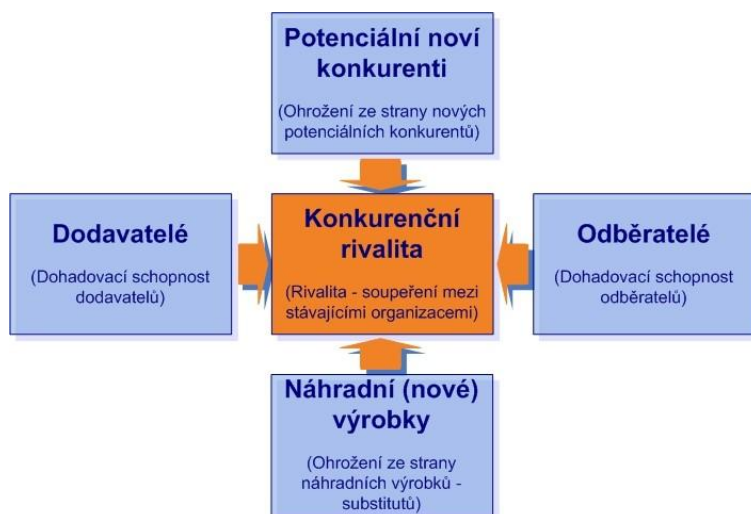 Potenciální noví
konkurenti
(Ohrožení ze strany nových
potenciálních konkurentů)
Dodavatelé
(Dohadovací schopnost
dodavatelů)
Konkurenční
rivalita
(Rivalita - soupeření mezi
stávajícími organizacemi)
Odběratelé
(Dohadovací schopnost
odběratelů)
Náhradní (nové)
výrobky
(Ohrožení ze strany
náhradních výrobků -
substitutů)